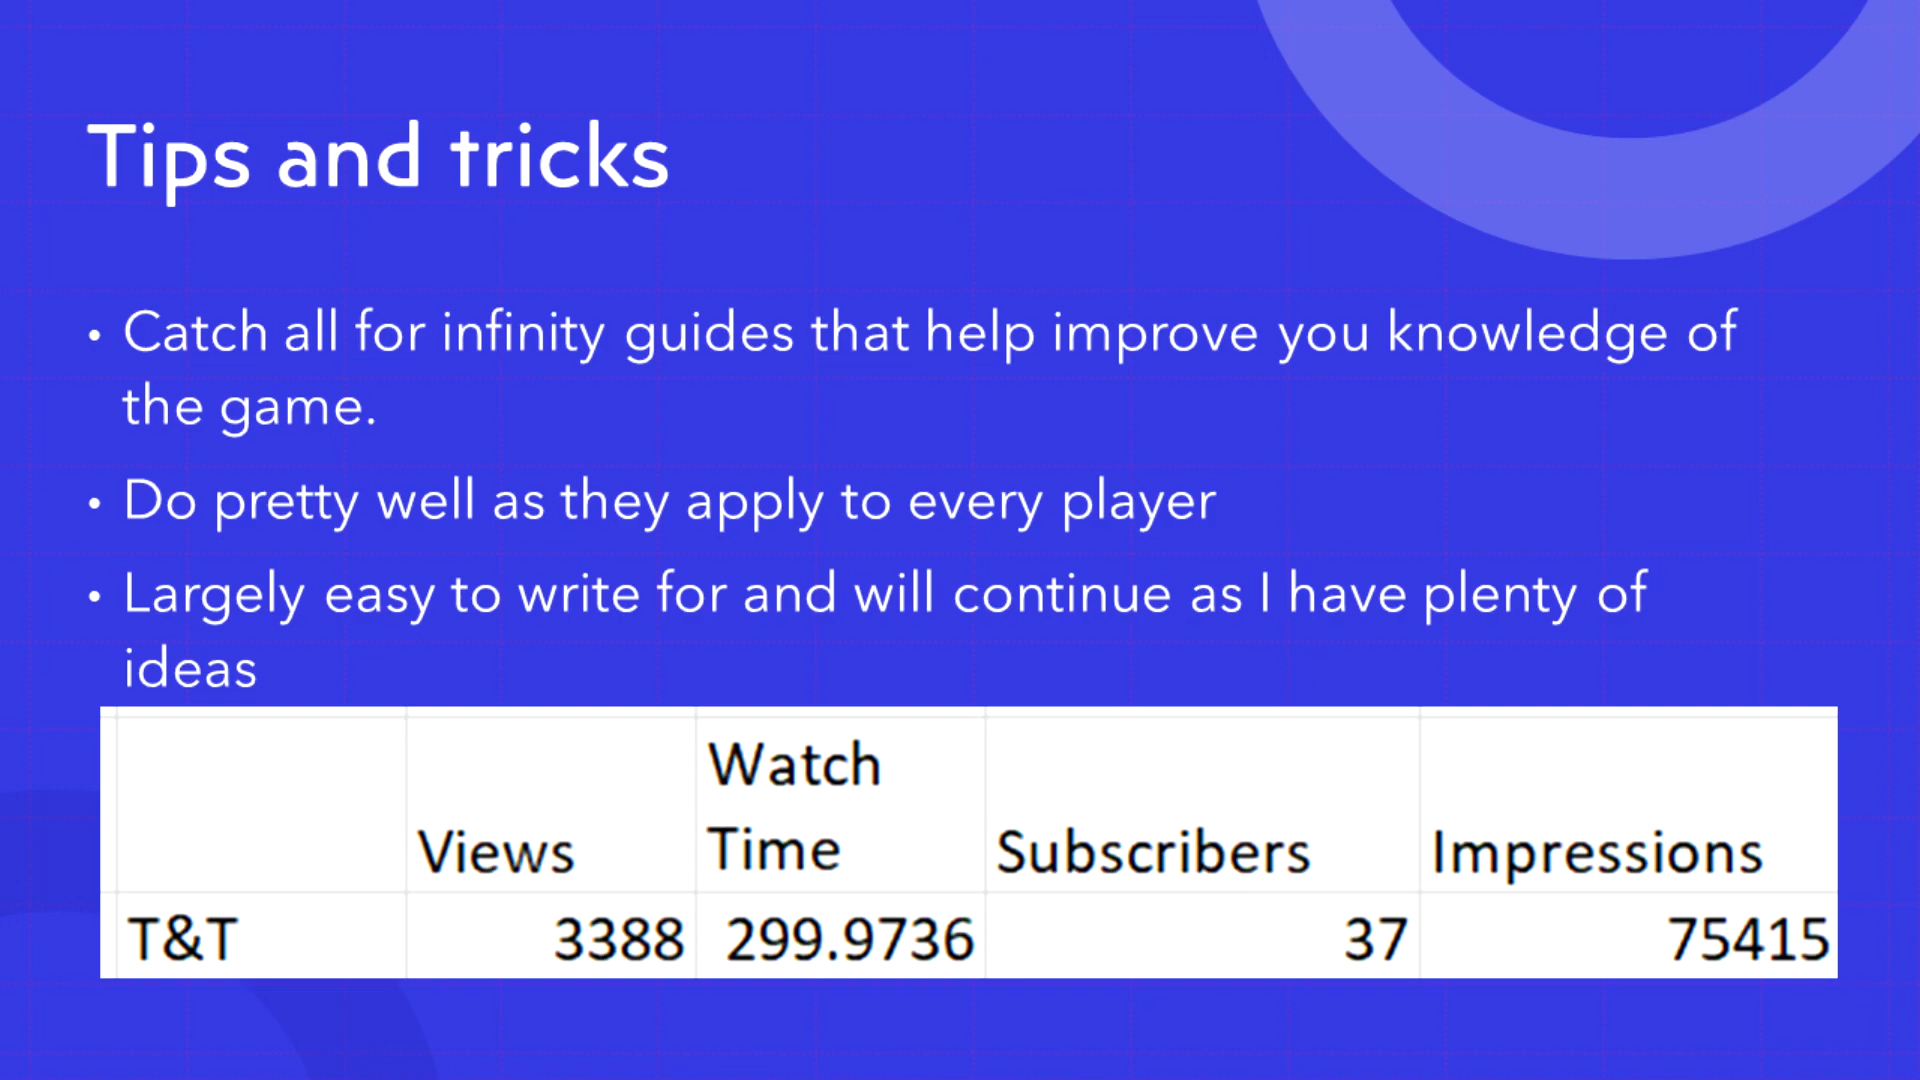 Tips and tricks
• Catch all for infinity guides that help improve you knowledge of
the game.
• Do pretty well as they apply to every player
• Largely easy to write for and will continue as I have plenty of
ideas
Views Watch Time Subscribers Impressions
T&T 3388 299.9736 37 75415